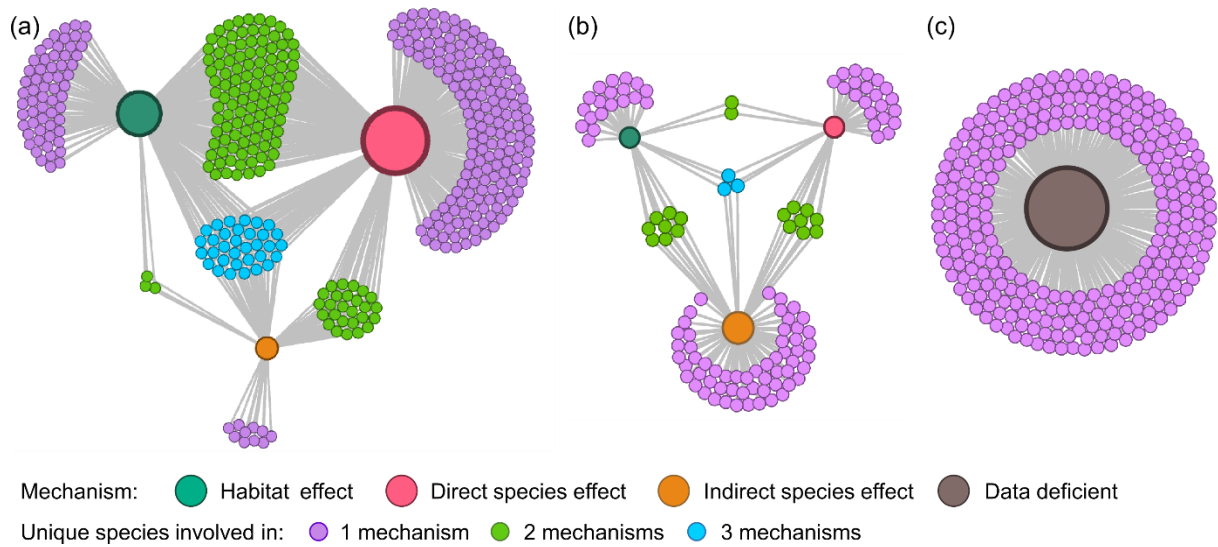 (a)
(b)
(c)
Mechanism: Habitat effect Direct species effect Indirect species effect Data deficient
Unique species involved in: 1 mechanism 2 mechanisms 3 mechanisms